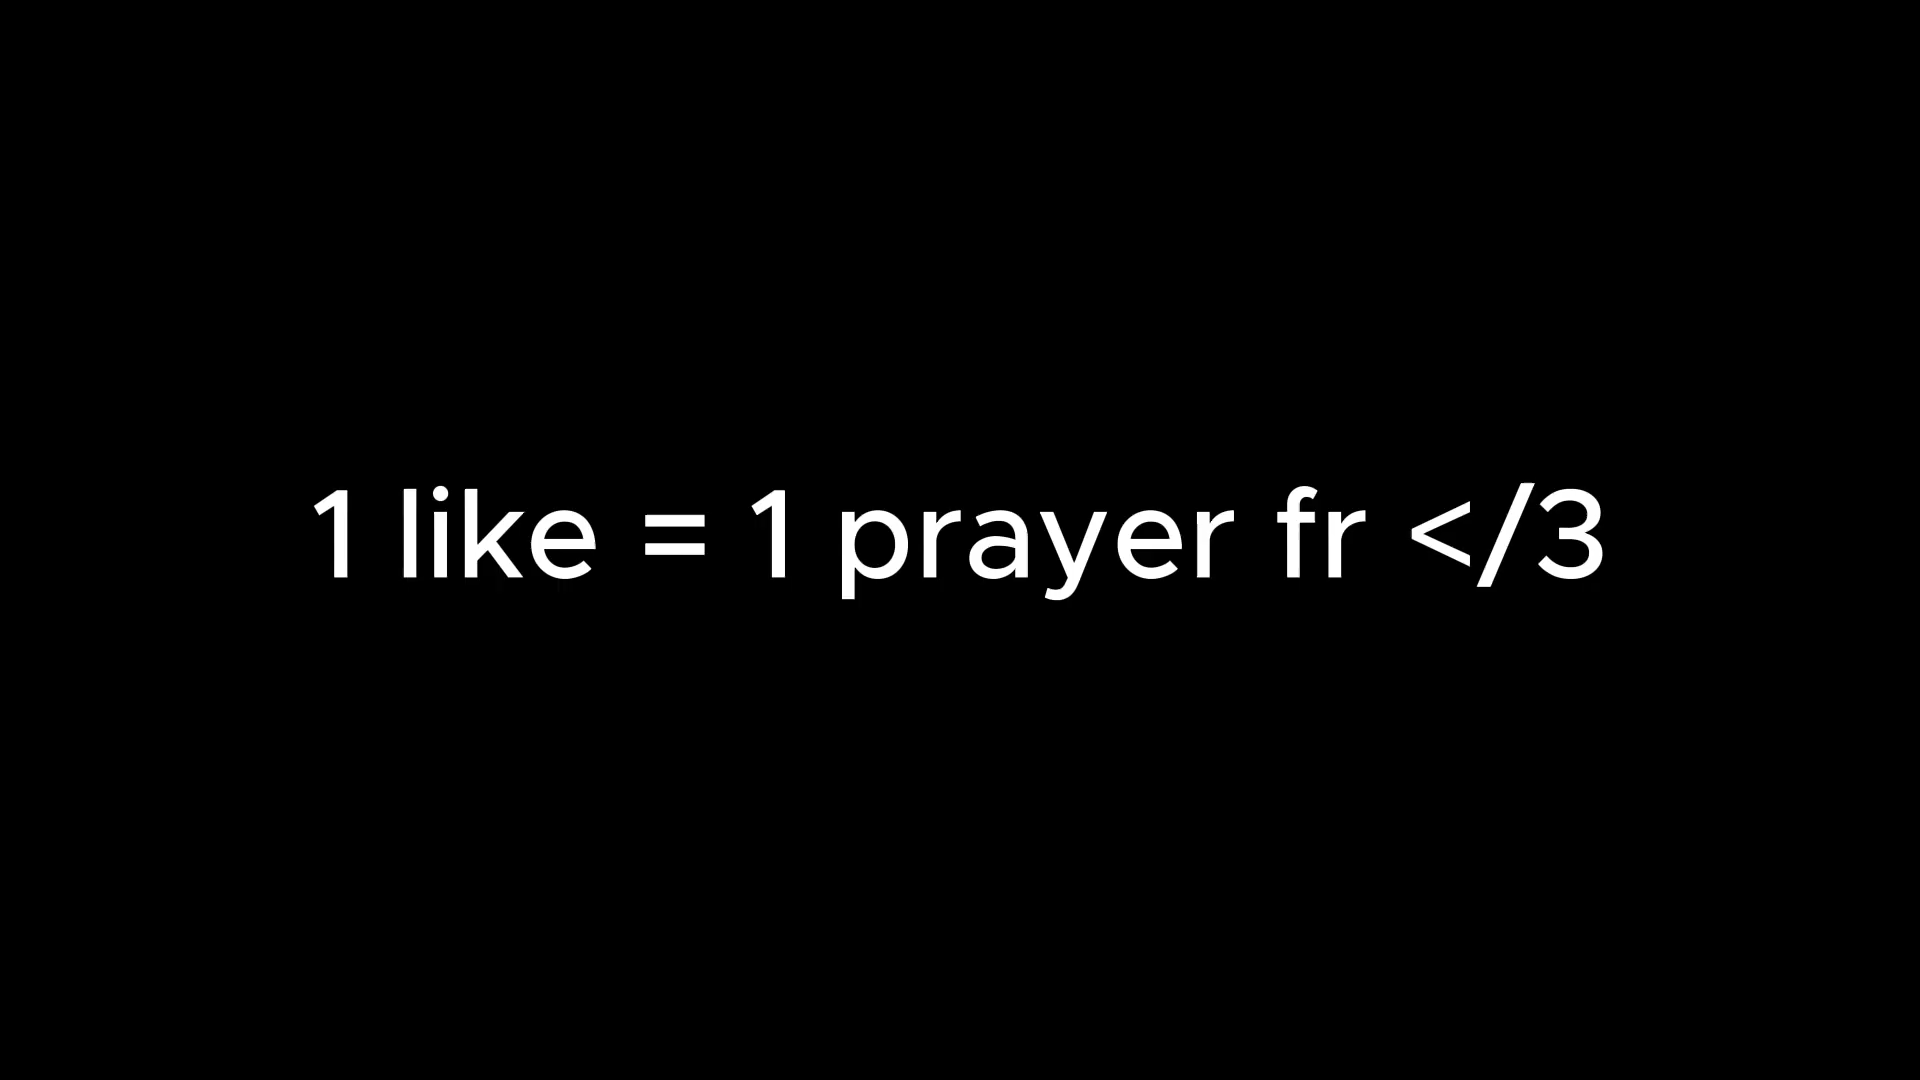 1 like = 1 prayer fr </3